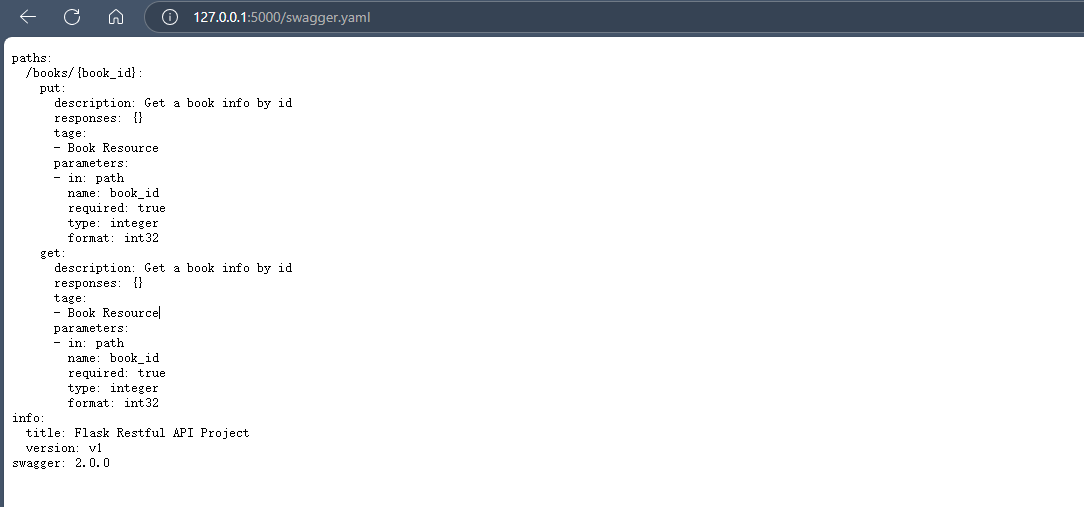 127.0.0.1:5000/swagger.yaml
paths:
  /books/{book_id}:
    put:
      description: Get a book info by id
      responses: {}
      tage:
      - Book Resource
      parameters:
      - in: path
        name: book_id
        required: true
        type: integer
        format: int32
    get:
      description: Get a book info by id
      responses: {}
      tage:
      - Book Resource
      parameters:
      - in: path
        name: book_id
        required: true
        type: integer
        format: int32
info:
  title: Flask Restful API Project
  version: v1
swagger: 2.0.0